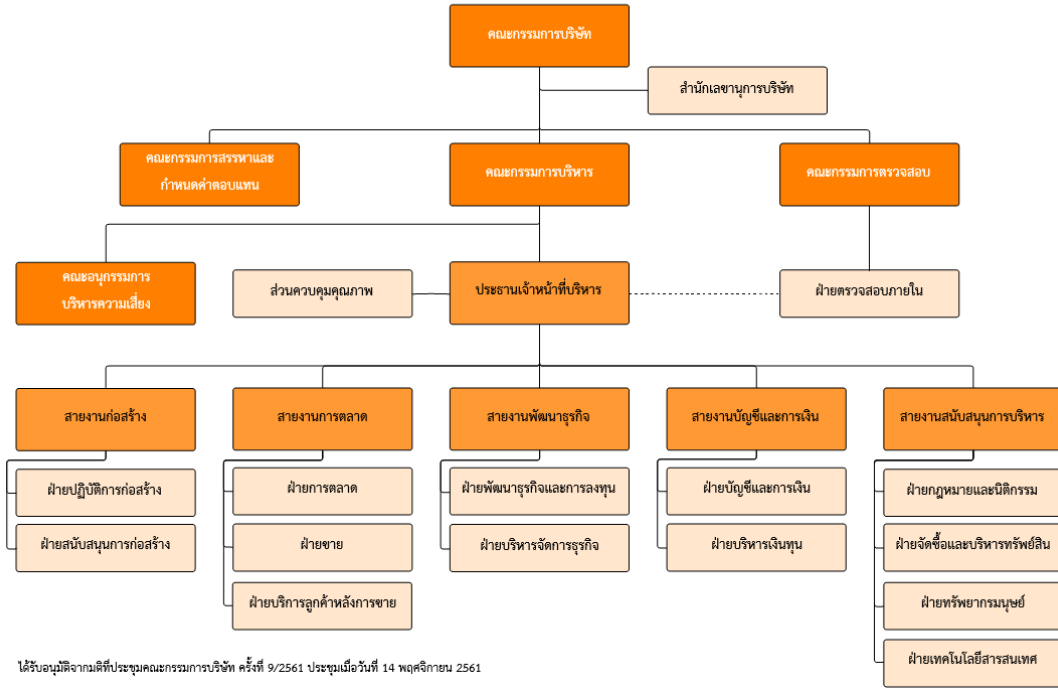 คณะกรรมการบริษัท
สำนักเลขานุการบริษัท
คณะกรรมการสรรหาและ
กำหนดค่าตอบแทน
คณะกรรมการบริหาร
คณะกรรมการตรวจสอบ
คณะอนุกรรมการ
บริหารความเสี่ยง
ส่วนควบคุมคุณภาพ
ประธานเจ้าหน้าที่บริหาร
ฝ่ายตรวจสอบภายใน
สายงานก่อสร้าง
สายงานการตลาด
สายงานพัฒนาธุรกิจ
สายงานบัญชีและการเงิน
สายงานสนับสนุนการบริหาร
ฝ่ายปฏิบัติการก่อสร้าง
ฝ่ายการตลาด
ฝ่ายพัฒนาธุรกิจและการลงทุน
ฝ่ายบัญชีและการเงิน
ฝ่ายกฎหมายและนิติกรรม
ฝ่ายสนับสนุนการก่อสร้าง
ฝ่ายขาย
ฝ่ายบริหารจัดการธุรกิจ
ฝ่ายบริหารเงินทุน
ฝ่ายจัดซื้อและบริหารทรัพย์สิน
ฝ่ายบริการลูกค้าหลังการขาย
ฝ่ายทรัพยากรมนุษย์
ฝ่ายเทคโนโลยีสารสนเทศ
ได้รับอนุมัติจากมติที่ประชุมคณะกรรมการบริษัท ครั้งที่ 9/2561 ประชุมเมื่อวันที่ 14 พฤศจิกายน 2561